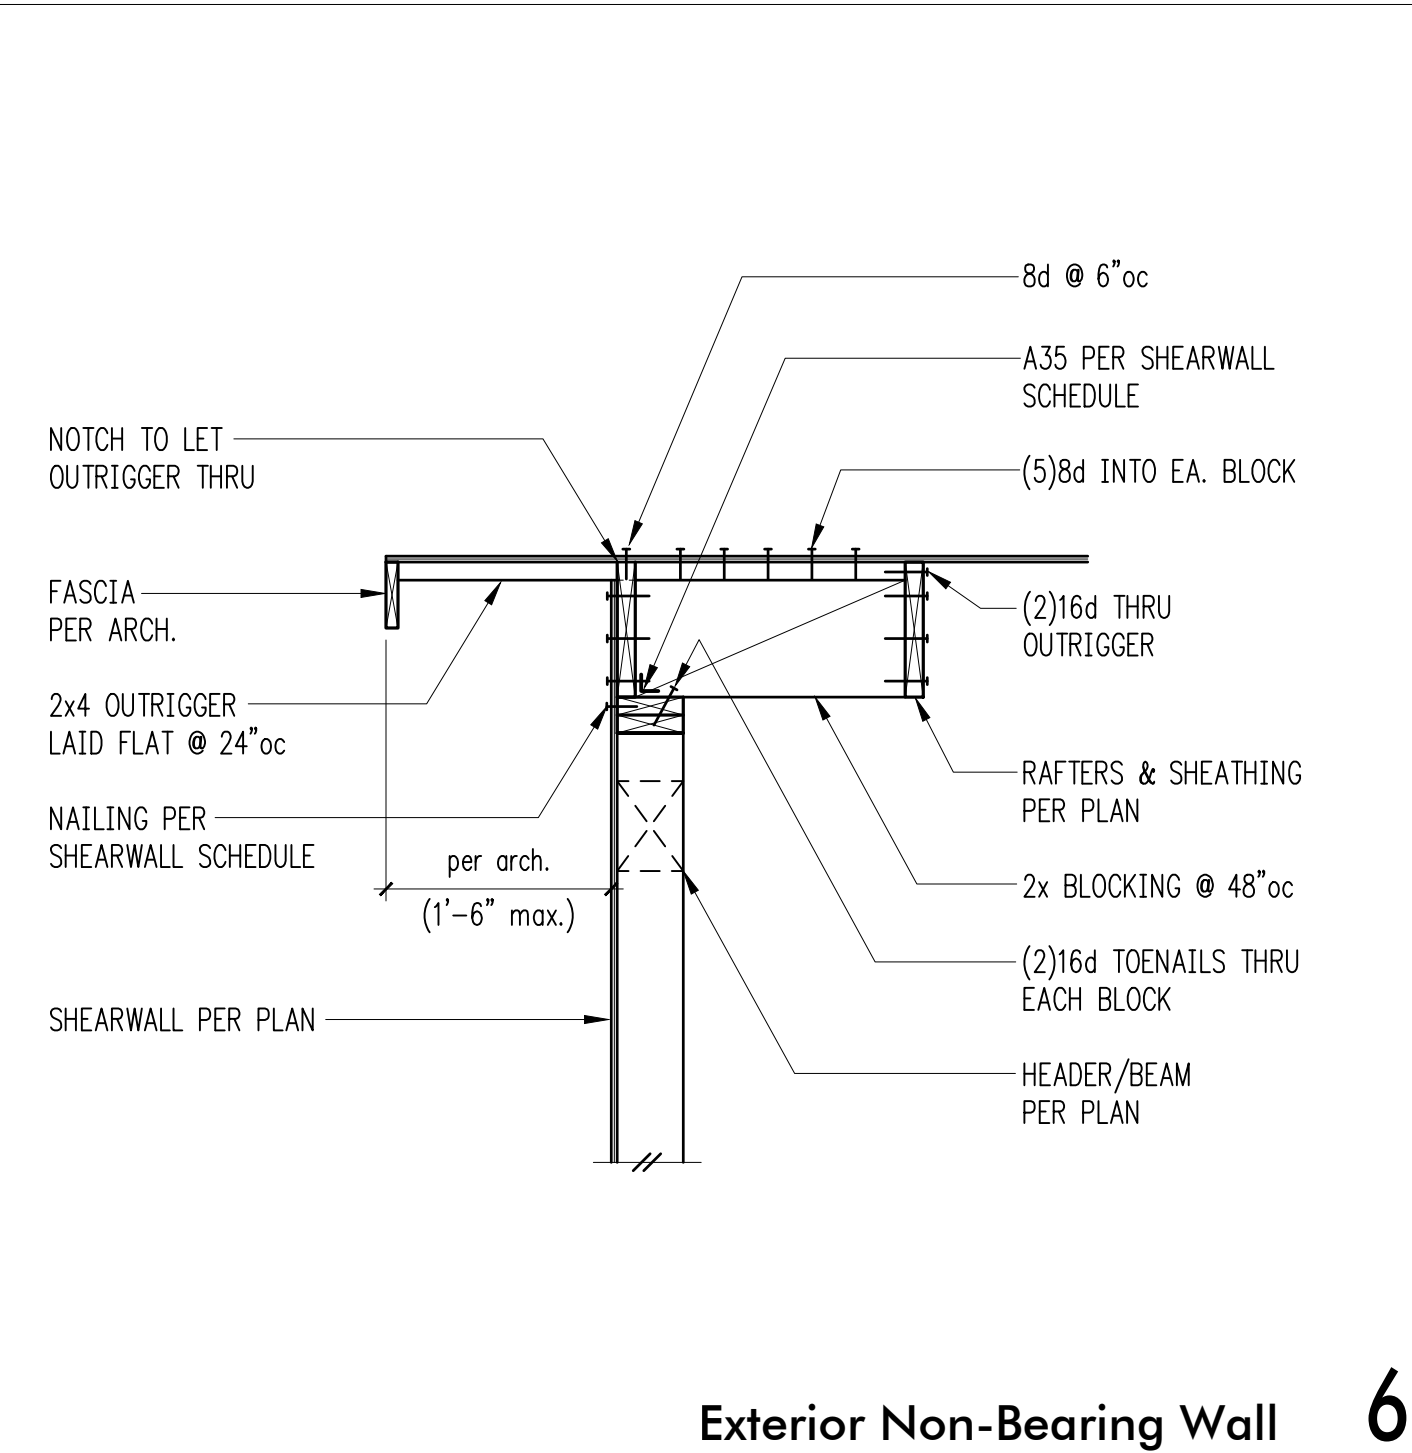 8d @ 6"oc
A35 PER SHEARWALL
SCHEDULE
NOTCH TO LET
OUTRIGGER THRU
(5)8d INTO EA. BLOCK
FASCIA
PER ARCH.
(2)16d THRU
OUTRIGGER
2x4 OUTRIGGER
LAID FLAT @ 24"oc
RAFTERS & SHEATHING
PER PLAN
NAILING PER
SHEARWALL SCHEDULE
per arch.
(1'-6" max.)
2x BLOCKING @ 48"oc
(2)16d TOENAILS THRU
EACH BLOCK
SHEARWALL PER PLAN
HEADER/BEAM
PER PLAN
Exterior Non-Bearing Wall
6